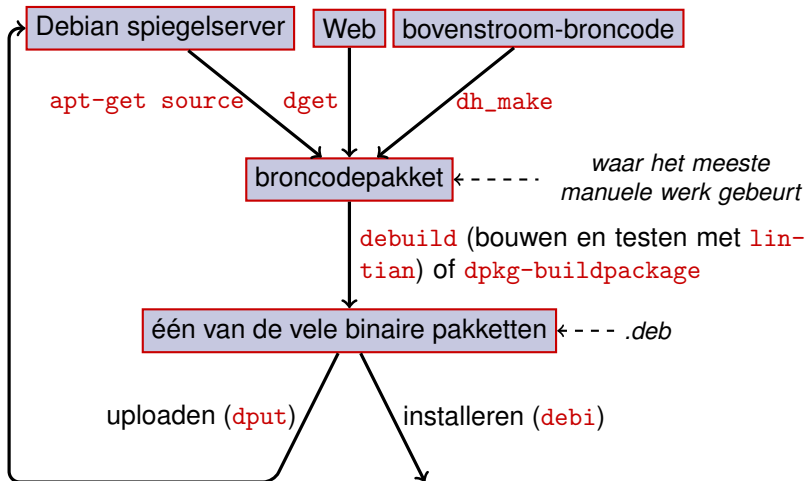 Debian spiegelserver
Web
bovenstroom-broncode
apt-get source
dget
dh_make
broncodepakket
waar het meeste
manuele werk gebeurt
debuild (bouwen en testen met lin-
tian) of dpkg-buildpackage
één van de vele binaire pakketten
.deb
uploaden (dput)
installeren (debi)